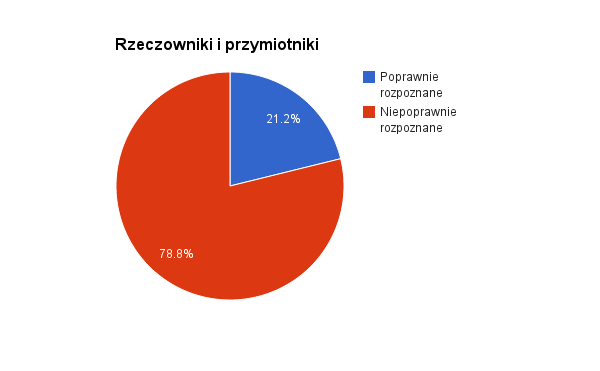 Rzeczowniki i przymiotniki
Poprawnie
rozpoznane
Niepoprawnie
rozpoznane
21.2%
78.8%